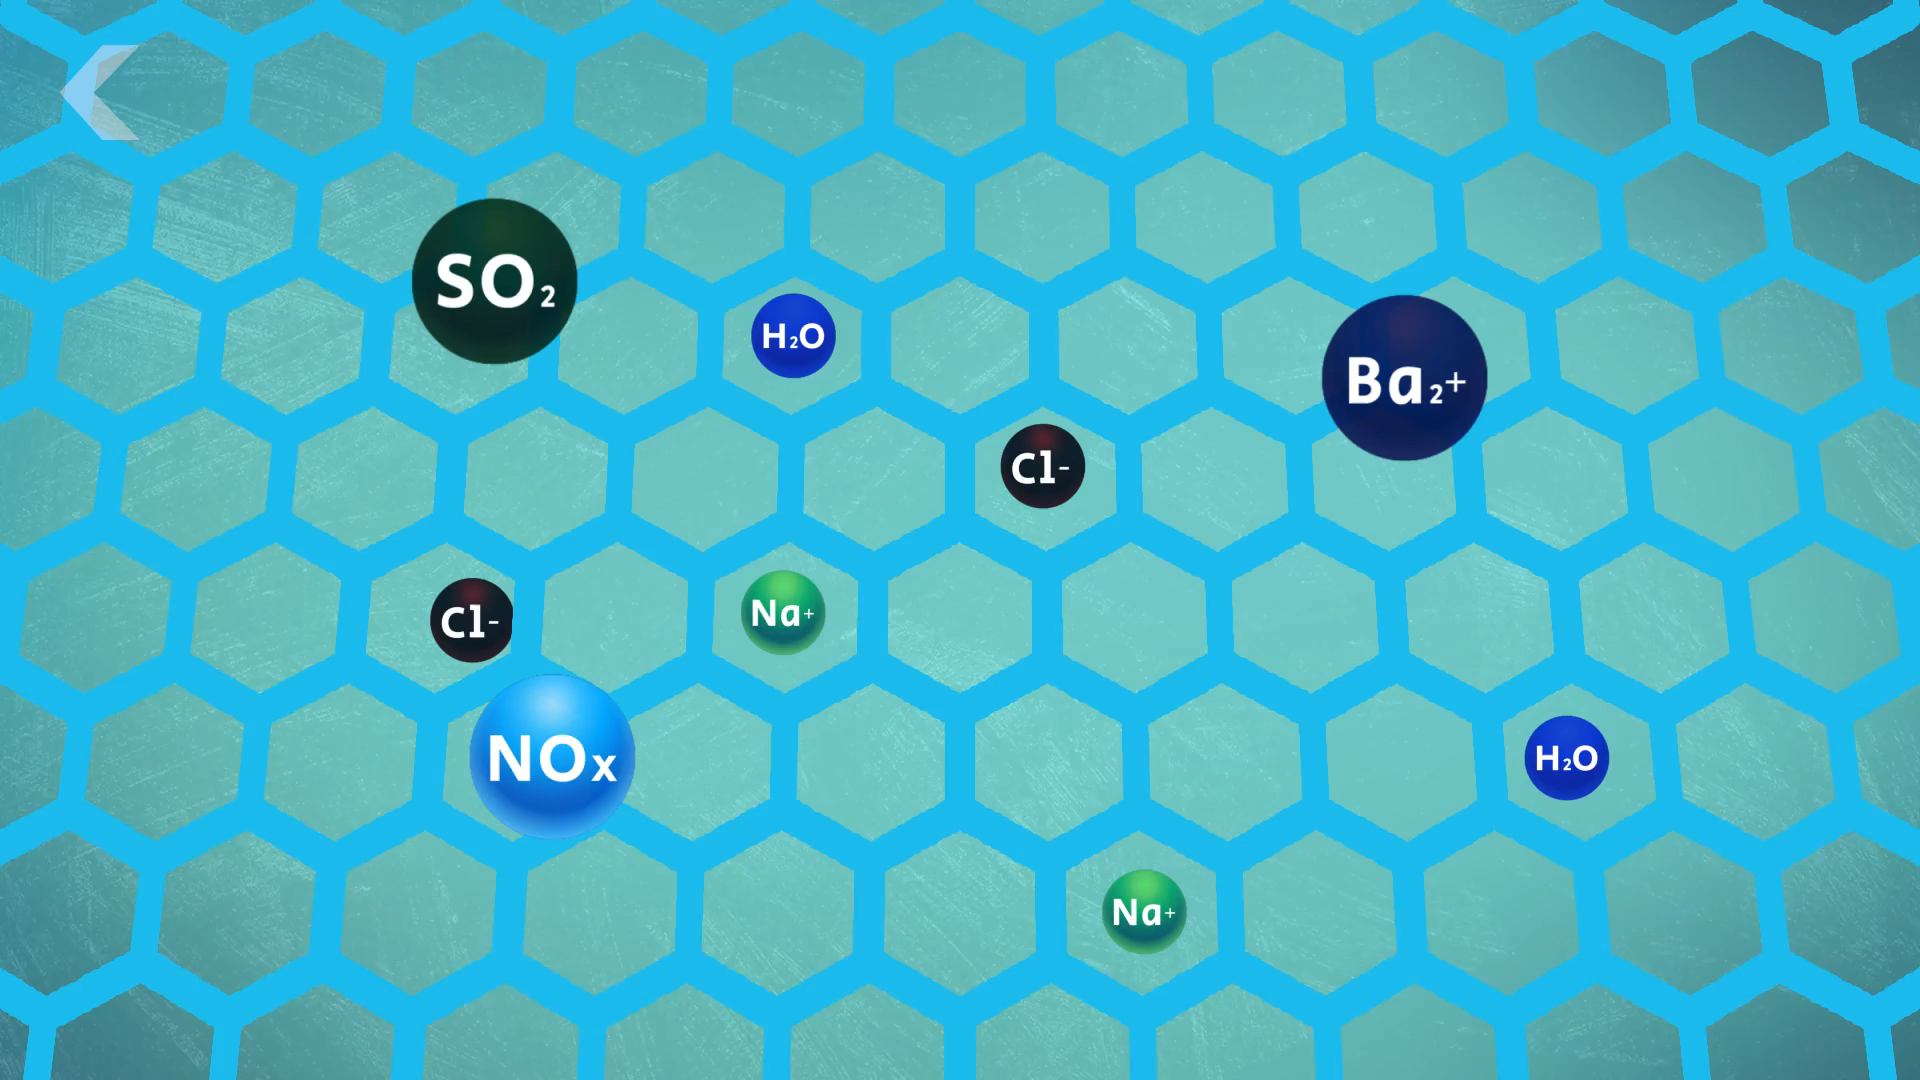 SO₂
H₂O
Ba₂+
Cl-
Cl-
Na+
NOx
H₂O
Na+